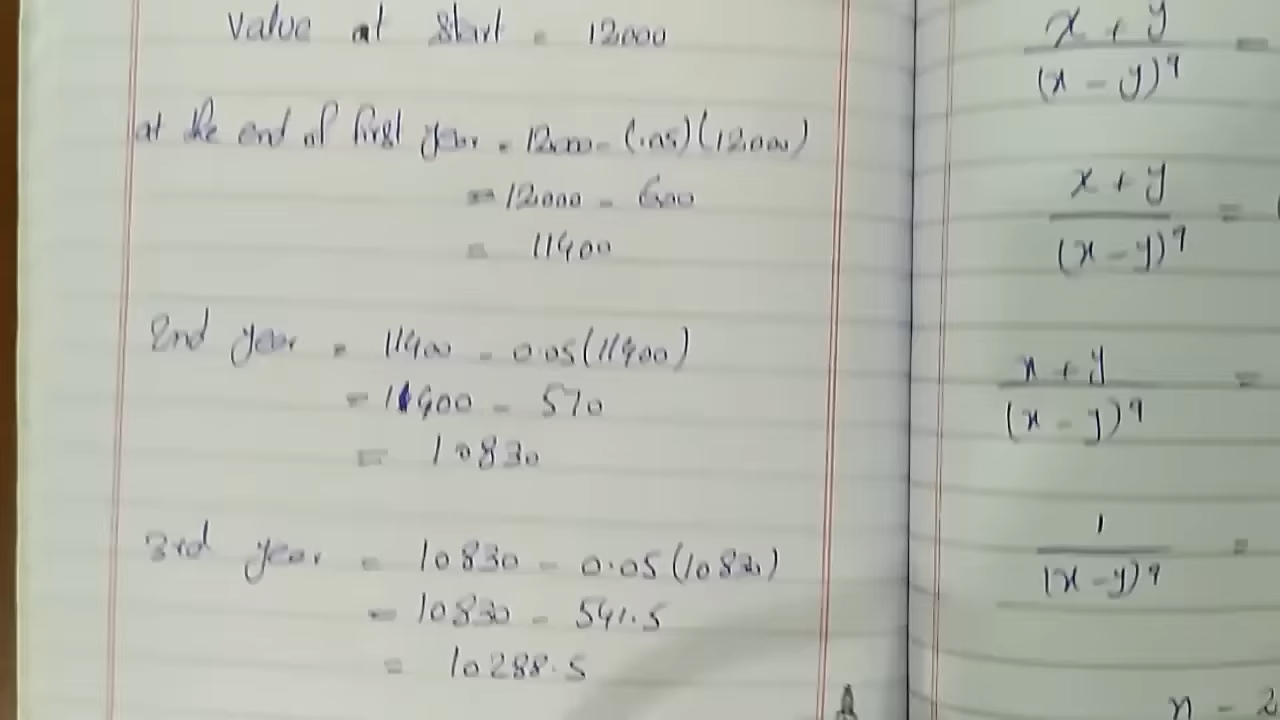 value at start = 12000
at the end of first year = 12000 - (.05)(12000)
= 12000 - 600
= 11400
2nd year = 11400 - 0.05(11400)
= 11400 - 570
= 10830
3rd year = 10830 - 0.05(10830)
= 10830 - 541.5
= 10288.5
x + y
(x - y)⁹ =
x + y
(x - y)⁹ =
x + y
(x - y)⁹ =
1
(x - y)⁹ =
n - 2